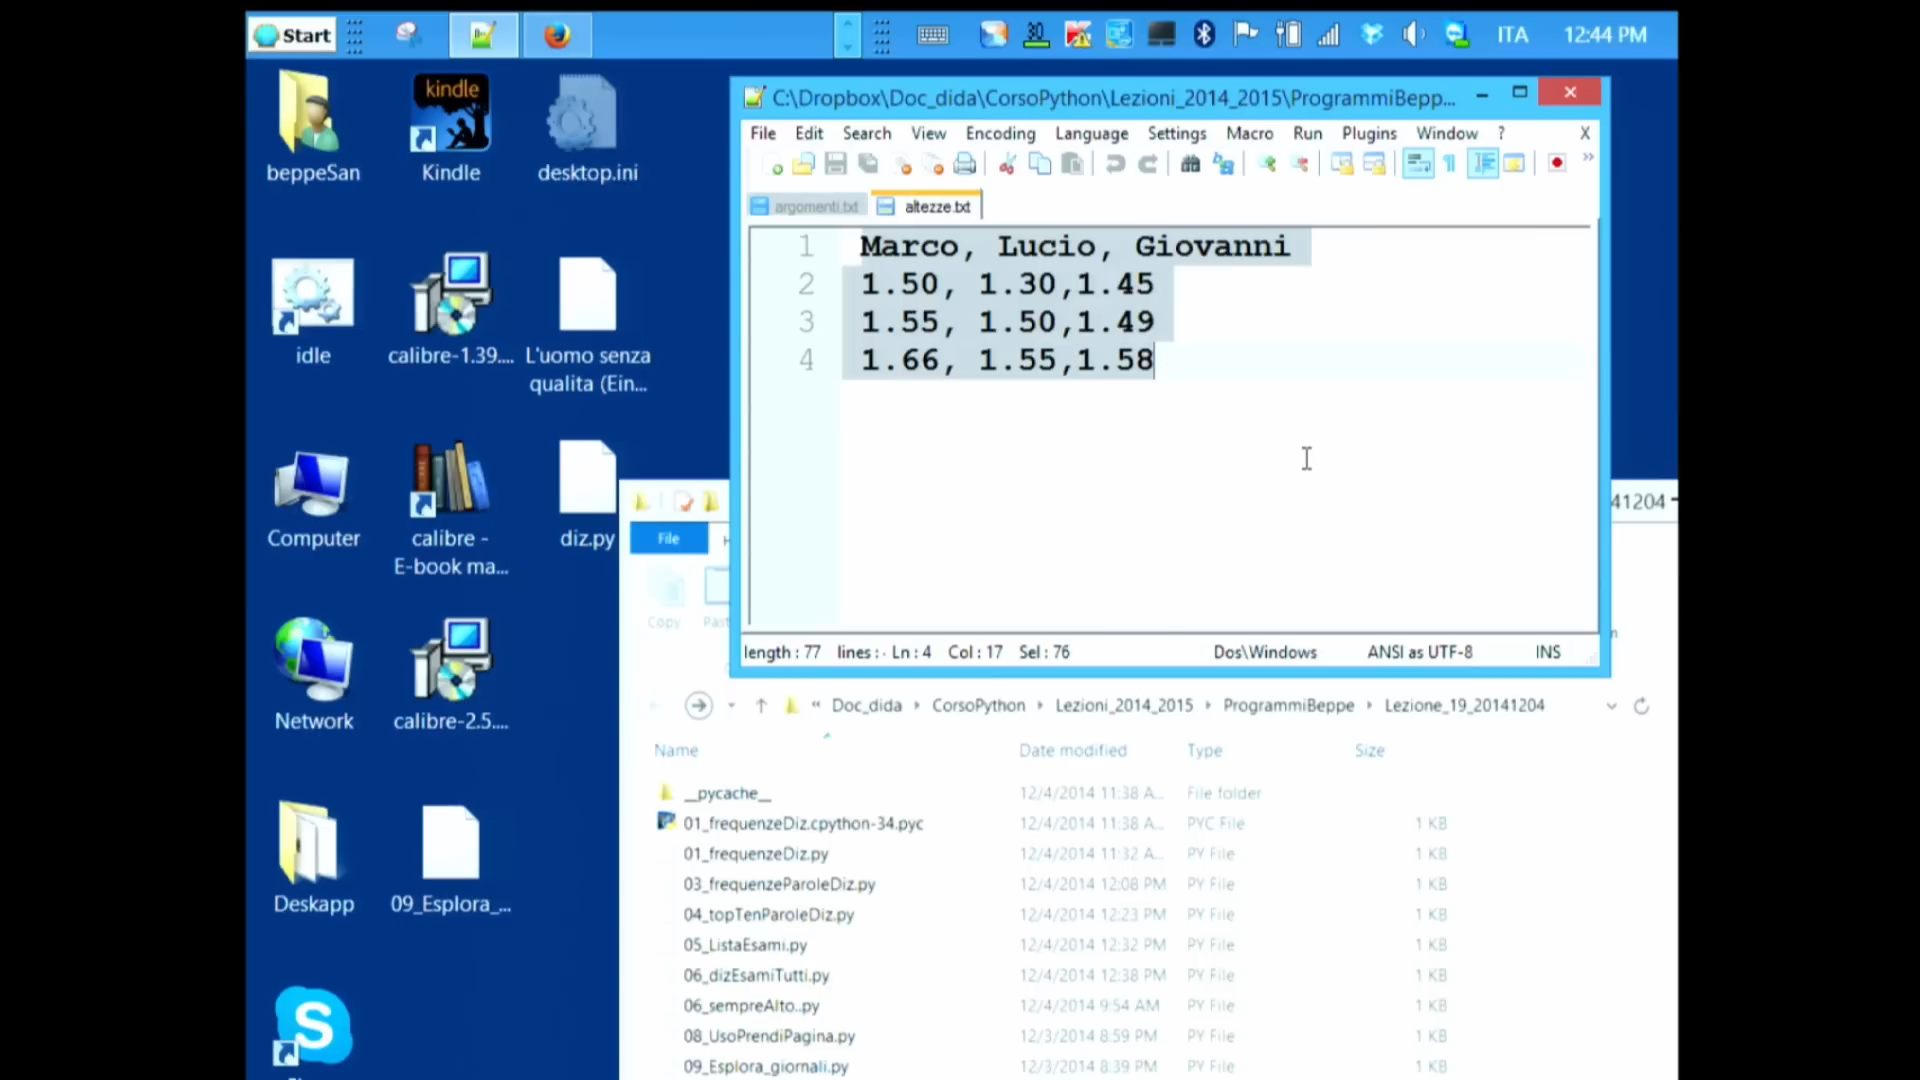 Start
30
ITA
12:44 PM
beppeSan
kindle
Kindle
desktop.ini
idle
calibre-1.39....
L'uomo senza
qualita (Ein...
Computer
calibre -
E-book ma...
diz.py
Network
calibre-2.5....
Deskapp
09_Esplora_...
S
C:\Dropbox\Doc_dida\CorsoPython\Lezioni_2014_2015\ProgrammiBepp...
File Edit Search View Encoding Language Settings Macro Run Plugins Window ? X
argomenti.txt
altezze.txt
1 Marco, Lucio, Giovanni
2 1.50, 1.30,1.45
3 1.55, 1.50,1.49
4 1.66, 1.55,1.58
length : 77 lines : Ln : 4 Col : 17 Sel : 76 Dos\Windows ANSI as UTF-8 INS
41204
File
Copy
Doc_dida CorsoPython Lezioni_2014_2015 ProgrammiBeppe Lezione_19_20141204
Name Date modified Type Size
__pycache__ 12/4/2014 11:38 A... File folder
01_frequenzeDiz.cpython-34.pyc 12/4/2014 11:38 A... PYC File 1 KB
01_frequenzeDiz.py 12/4/2014 11:32 A... PY File 1 KB
03_frequenzeParoleDiz.py 12/4/2014 12:08 PM PY File 1 KB
04_topTenParoleDiz.py 12/4/2014 12:23 PM PY File 1 KB
05_ListaEsami.py 12/4/2014 12:32 PM PY File 1 KB
06_dizEsamiTutti.py 12/4/2014 12:38 PM PY File 1 KB
06_sempreAlto..py 12/4/2014 9:54 AM PY File 1 KB
08_UsoPrendiPagina.py 12/3/2014 8:59 PM PY File 1 KB
09_Esplora_giornali.py 12/3/2014 8:39 PM PY File 1 KB